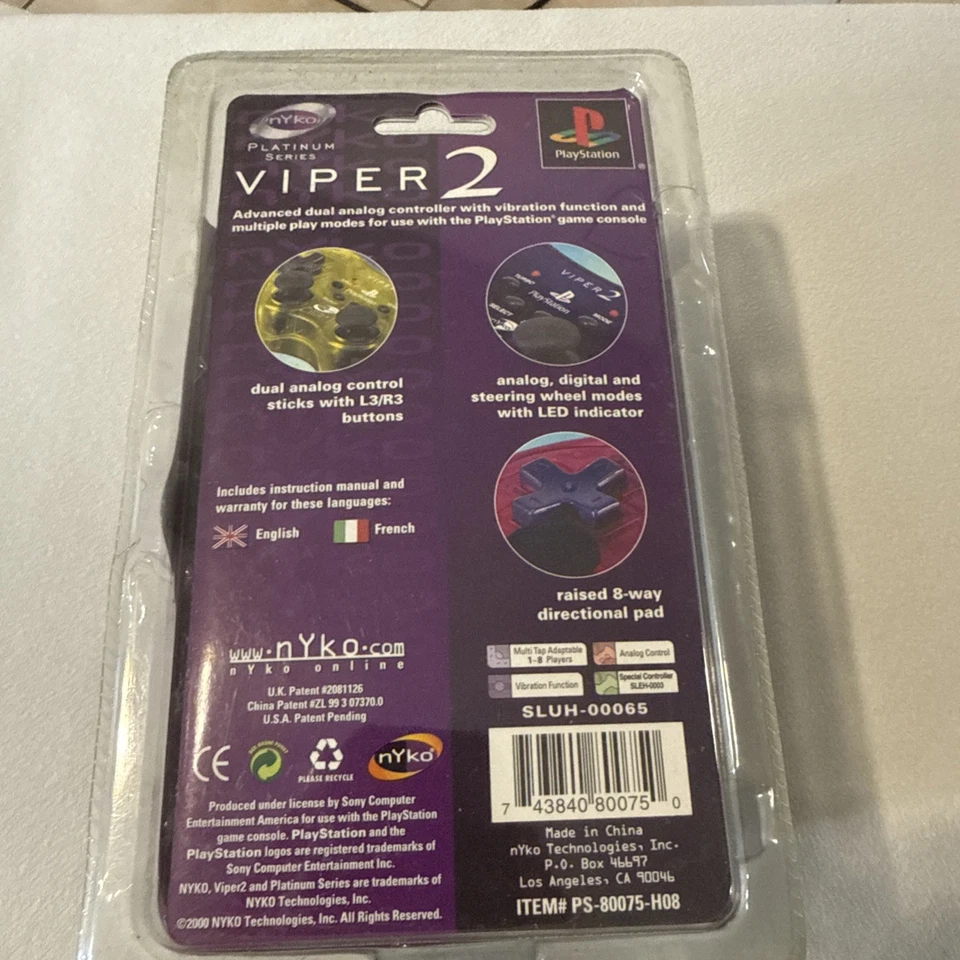 nYko
PLATINUM
SERIES
VIPER 2
PlayStation
®
Advanced dual analog controller with vibration function and
multiple play modes for use with the PlayStation® game console
dual analog control
sticks with L3/R3
buttons
VIPER 2
TURBO
PlayStation
SELECT
MODE
analog, digital and
steering wheel modes
with LED indicator
Includes instruction manual and
warranty for these languages:
English
French
raised 8-way
directional pad
www.nYko.com
nYko online
U.K. Patent #2081126
China Patent #ZL 99 3 07370.0
U.S.A. Patent Pending
Multi Tap Adaptable
1-8 Players
Analog Control
Vibration Function
Special Controller
SLEH-0003
SLUH-00065
CE
PLEASE RECYCLE
nYko
7 43840 80075 0
Produced under license by Sony Computer
Entertainment America for use with the PlayStation
game console. PlayStation and the
PlayStation logos are registered trademarks of
Sony Computer Entertainment Inc.
NYKO, Viper2 and Platinum Series are trademarks of
NYKO Technologies, Inc.
©2000 NYKO Technologies, Inc. All Rights Reserved.
Made in China
nYko Technologies, Inc.
P.O. Box 46697
Los Angeles, CA 90046
ITEM# PS-80075-H08